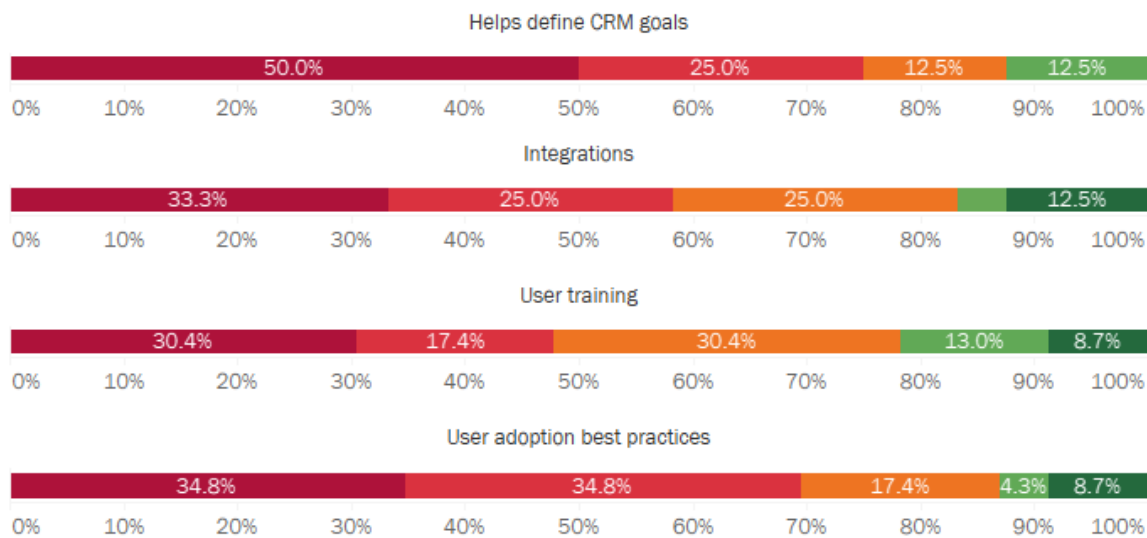 Helps define CRM goals
50.0% 25.0% 12.5% 12.5%
0% 10% 20% 30% 40% 50% 60% 70% 80% 90% 100%
Integrations
33.3% 25.0% 25.0% 12.5%
0% 10% 20% 30% 40% 50% 60% 70% 80% 90% 100%
User training
30.4% 17.4% 30.4% 13.0% 8.7%
0% 10% 20% 30% 40% 50% 60% 70% 80% 90% 100%
User adoption best practices
34.8% 34.8% 17.4% 4.3% 8.7%
0% 10% 20% 30% 40% 50% 60% 70% 80% 90% 100%